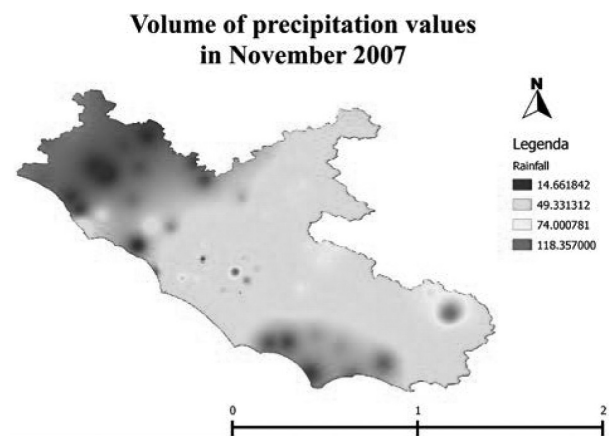 Volume of precipitation values
in November 2007
N
Legenda
Rainfall
14.661842
49.331312
74.000781
118.357000
0 1 2